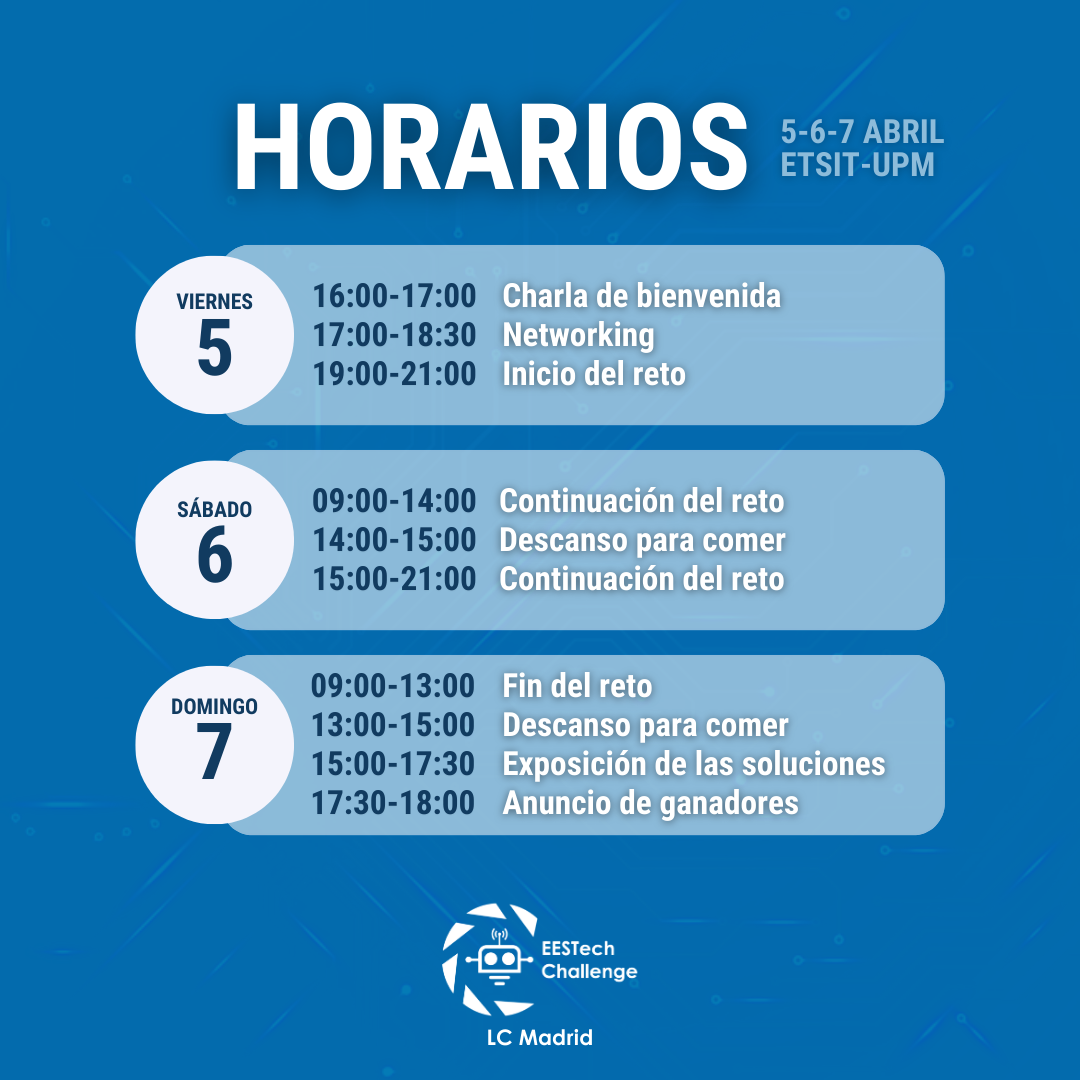 HORARIOS
5-6-7 ABRIL
ETSIT-UPM
VIERNES
5
16:00-17:00 Charla de bienvenida
17:00-18:30 Networking
19:00-21:00 Inicio del reto
SÁBADO
6
09:00-14:00 Continuación del reto
14:00-15:00 Descanso para comer
15:00-21:00 Continuación del reto
DOMINGO
7
09:00-13:00 Fin del reto
13:00-15:00 Descanso para comer
15:00-17:30 Exposición de las soluciones
17:30-18:00 Anuncio de ganadores
EESTech
Challenge
LC Madrid